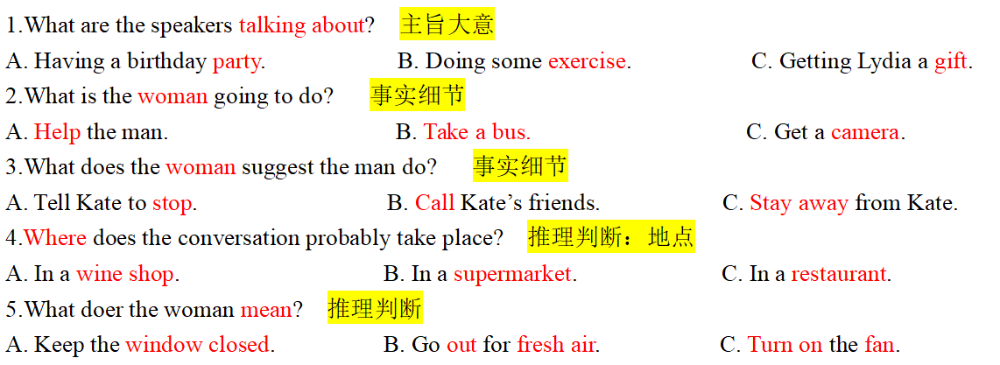 1.What are the speakers talking about? 主旨大意
A. Having a birthday party. B. Doing some exercise. C. Getting Lydia a gift.
2.What is the woman going to do? 事实细节
A. Help the man. B. Take a bus. C. Get a camera.
3.What does the woman suggest the man do? 事实细节
A. Tell Kate to stop. B. Call Kate’s friends. C. Stay away from Kate.
4.Where does the conversation probably take place? 推理判断：地点
A. In a wine shop. B. In a supermarket. C. In a restaurant.
5.What doer the woman mean? 推理判断
A. Keep the window closed. B. Go out for fresh air. C. Turn on the fan.